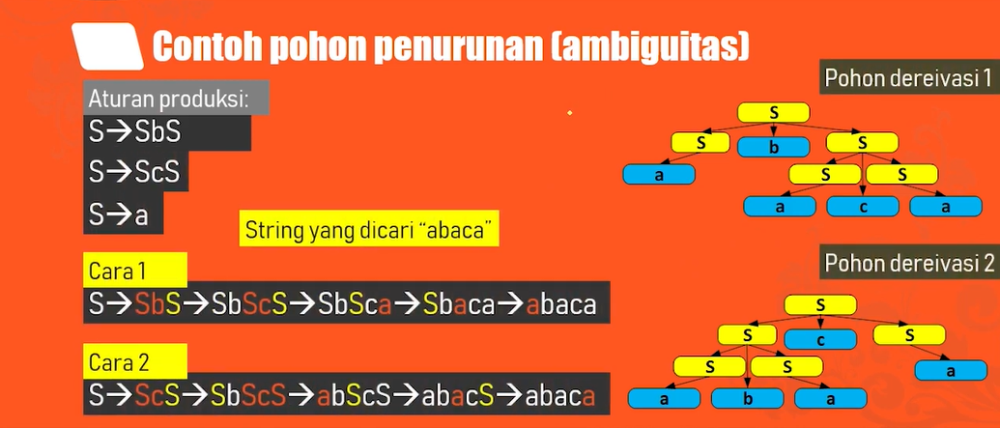 Contoh pohon penurunan (ambiguitas)
Aturan produksi:
S→SbS
S→ScS
S→a
String yang dicari “abaca”
Cara 1
S→SbS→SbScS→SbSca→Sbaca→abaca
Cara 2
S→ScS→SbScS→abScS→abacS→abaca
Pohon dereivasi 1
S
S b S
a S S
a c a
Pohon dereivasi 2
S
S c S
S S a
a b a